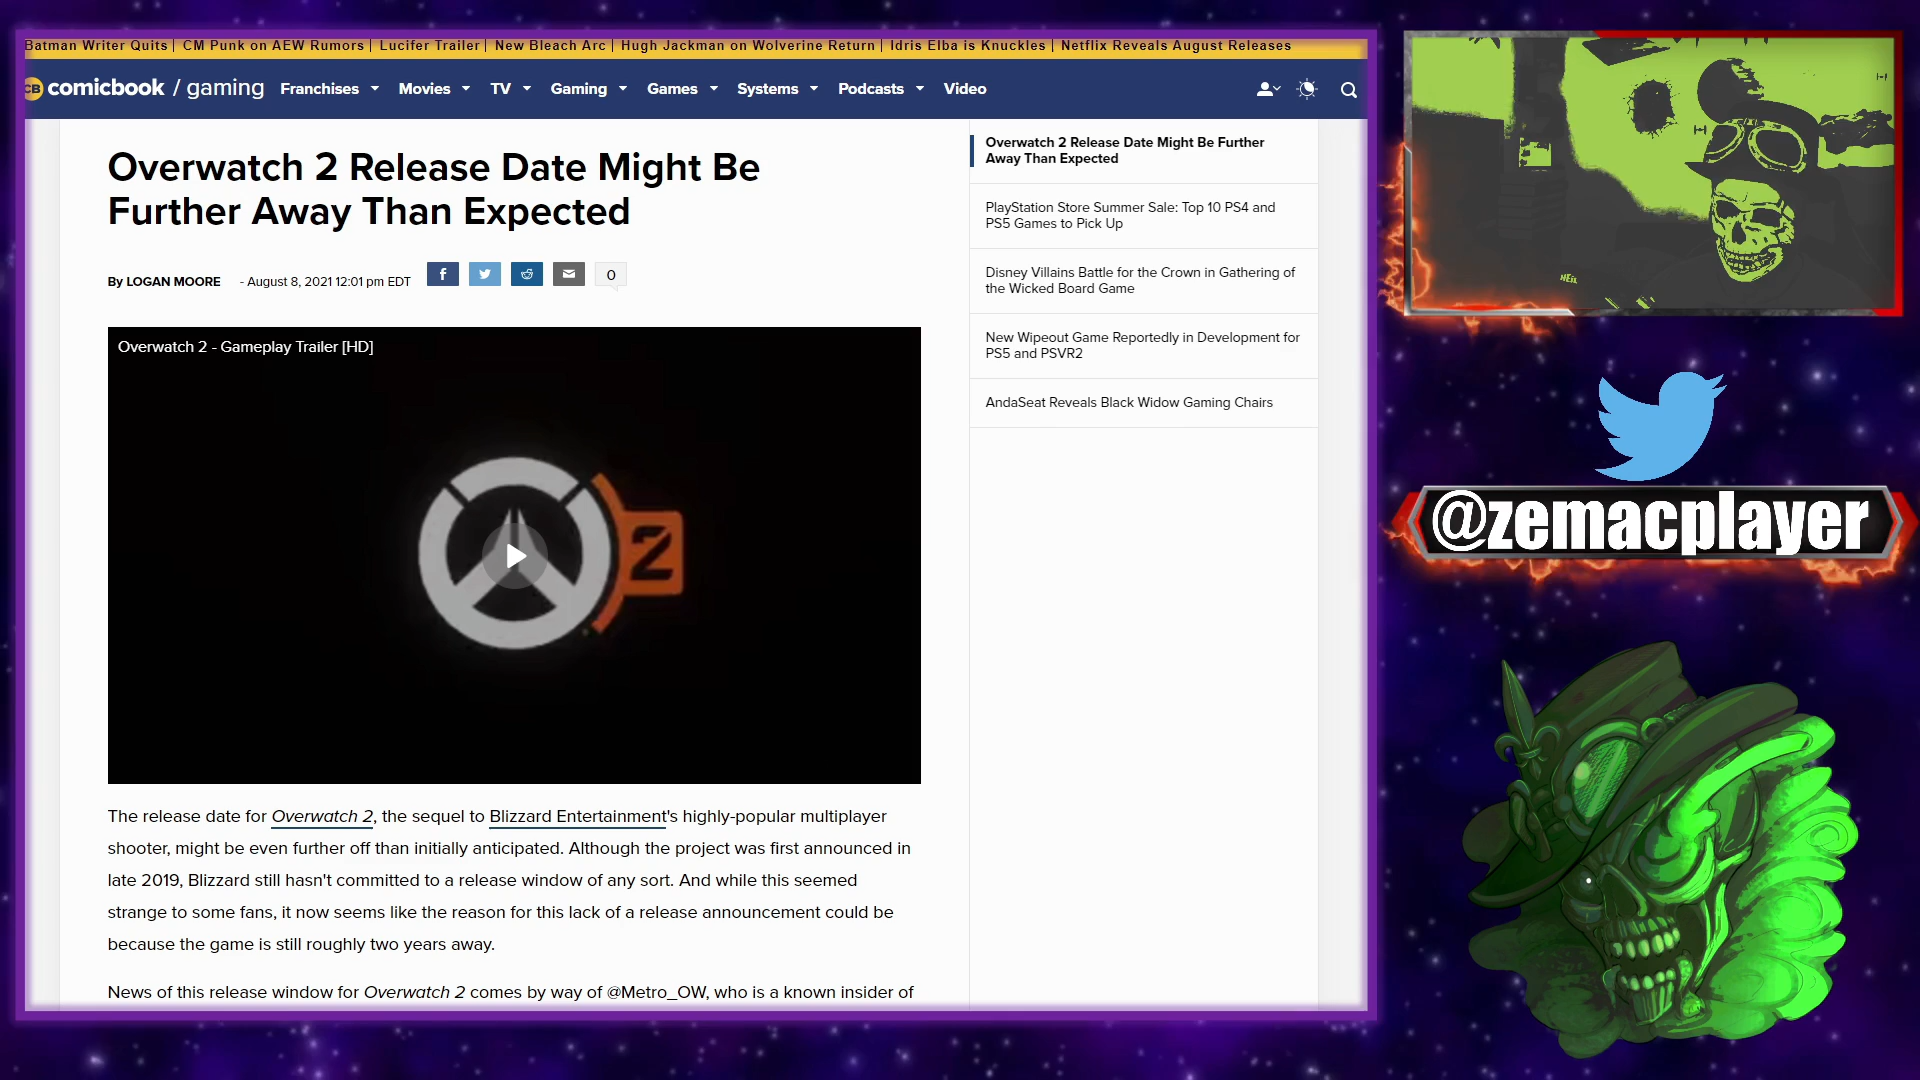 Batman Writer Quits | CM Punk on AEW Rumors | Lucifer Trailer | New Bleach Arc | Hugh Jackman on Wolverine Return | Idris Elba is Knuckles | Netflix Reveals August Releases
CB comicbook / gaming Franchises Movies TV Gaming Games Systems Podcasts Video
Overwatch 2 Release Date Might Be
Further Away Than Expected
By LOGAN MOORE - August 8, 2021 12:01 pm EDT 0
Overwatch 2 - Gameplay Trailer [HD]
2
The release date for Overwatch 2, the sequel to Blizzard Entertainment's highly-popular multiplayer
shooter, might be even further off than initially anticipated. Although the project was first announced in
late 2019, Blizzard still hasn't committed to a release window of any sort. And while this seemed
strange to some fans, it now seems like the reason for this lack of a release announcement could be
because the game is still roughly two years away.
News of this release window for Overwatch 2 comes by way of @Metro_OW, who is a known insider of
Overwatch 2 Release Date Might Be Further
Away Than Expected
PlayStation Store Summer Sale: Top 10 PS4 and
PS5 Games to Pick Up
Disney Villains Battle for the Crown in Gathering of
the Wicked Board Game
New Wipeout Game Reportedly in Development for
PS5 and PSVR2
AndaSeat Reveals Black Widow Gaming Chairs
@zemacplayer